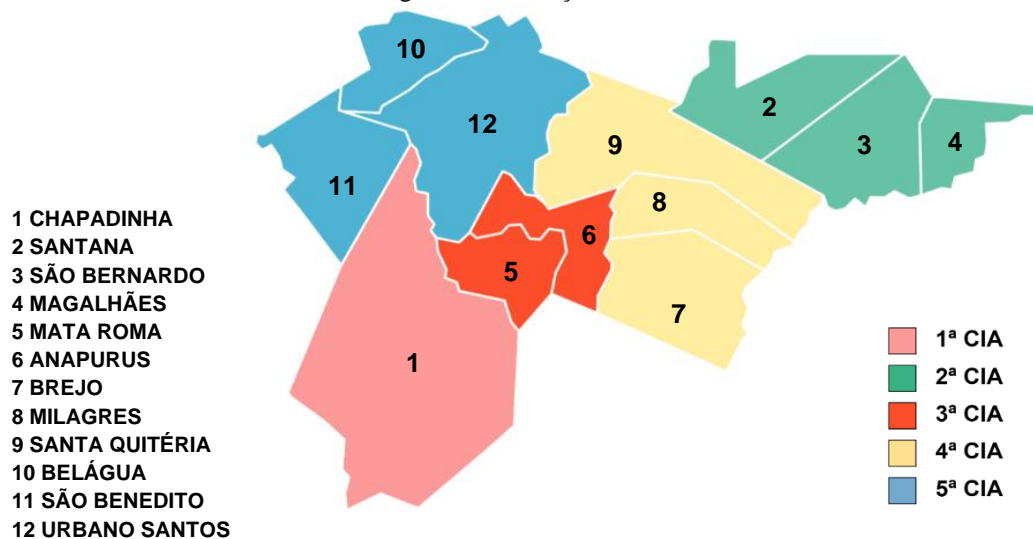 10
2
12
9
3
4
11
8
6
5
7
1
1 CHAPADINHA
2 SANTANA
3 SÃO BERNARDO
4 MAGALHÃES
5 MATA ROMA
6 ANAPURUS
7 BREJO
8 MILAGRES
9 SANTA QUITÉRIA
10 BELÁGUA
11 SÃO BENEDITO
12 URBANO SANTOS
1ª CIA
2ª CIA
3ª CIA
4ª CIA
5ª CIA